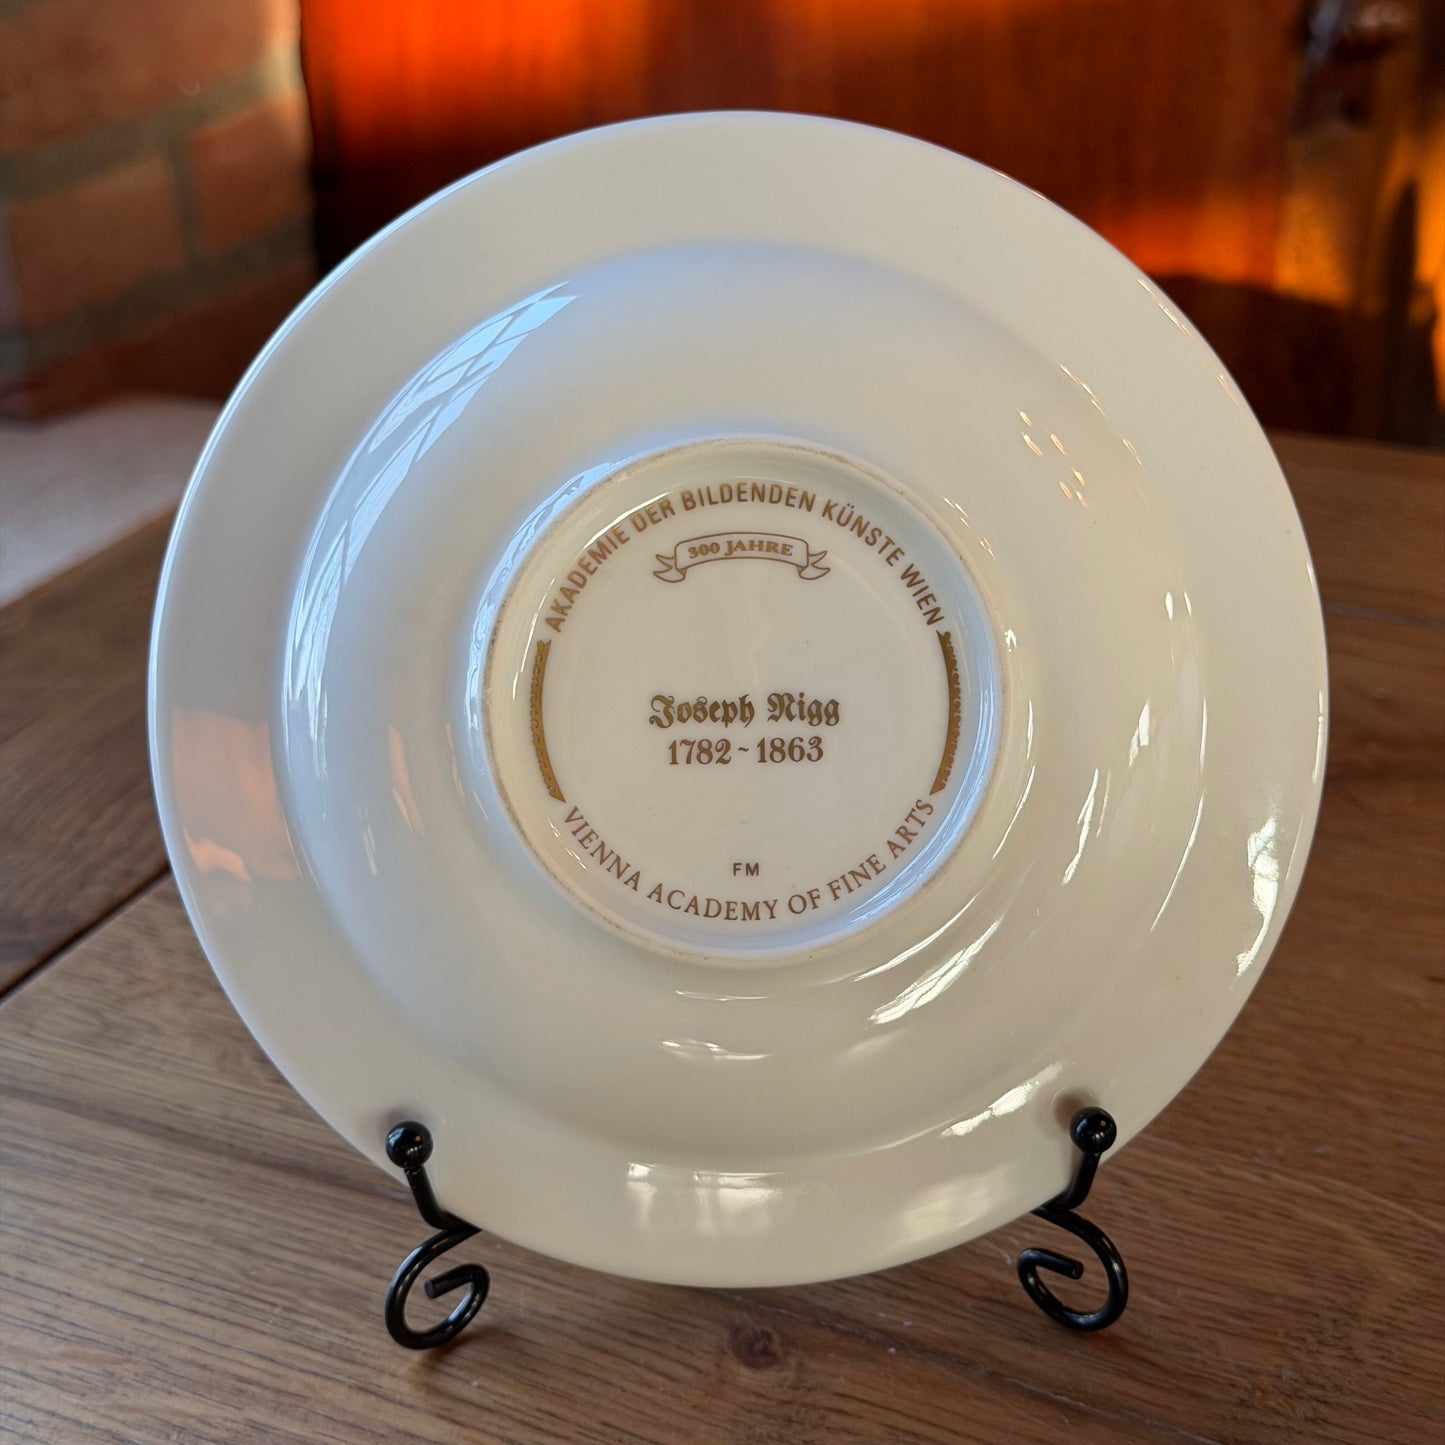 AKADEMIE DER BILDENDEN KÜNSTE WIEN
300 JAHRE
Joseph Nigg
1782 ~ 1863
FM
VIENNA ACADEMY OF FINE ARTS